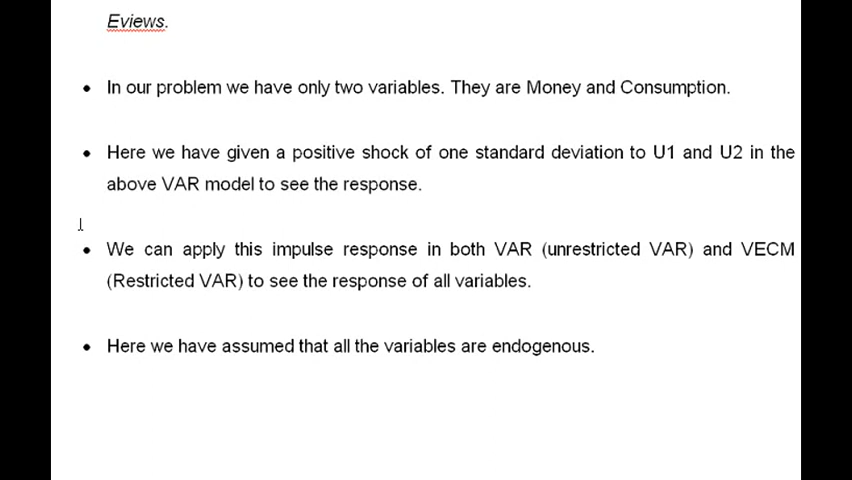 Eviews.
• In our problem we have only two variables. They are Money and Consumption.
• Here we have given a positive shock of one standard deviation to U1 and U2 in the
above VAR model to see the response.
• We can apply this impulse response in both VAR (unrestricted VAR) and VECM
(Restricted VAR) to see the response of all variables.
• Here we have assumed that all the variables are endogenous.